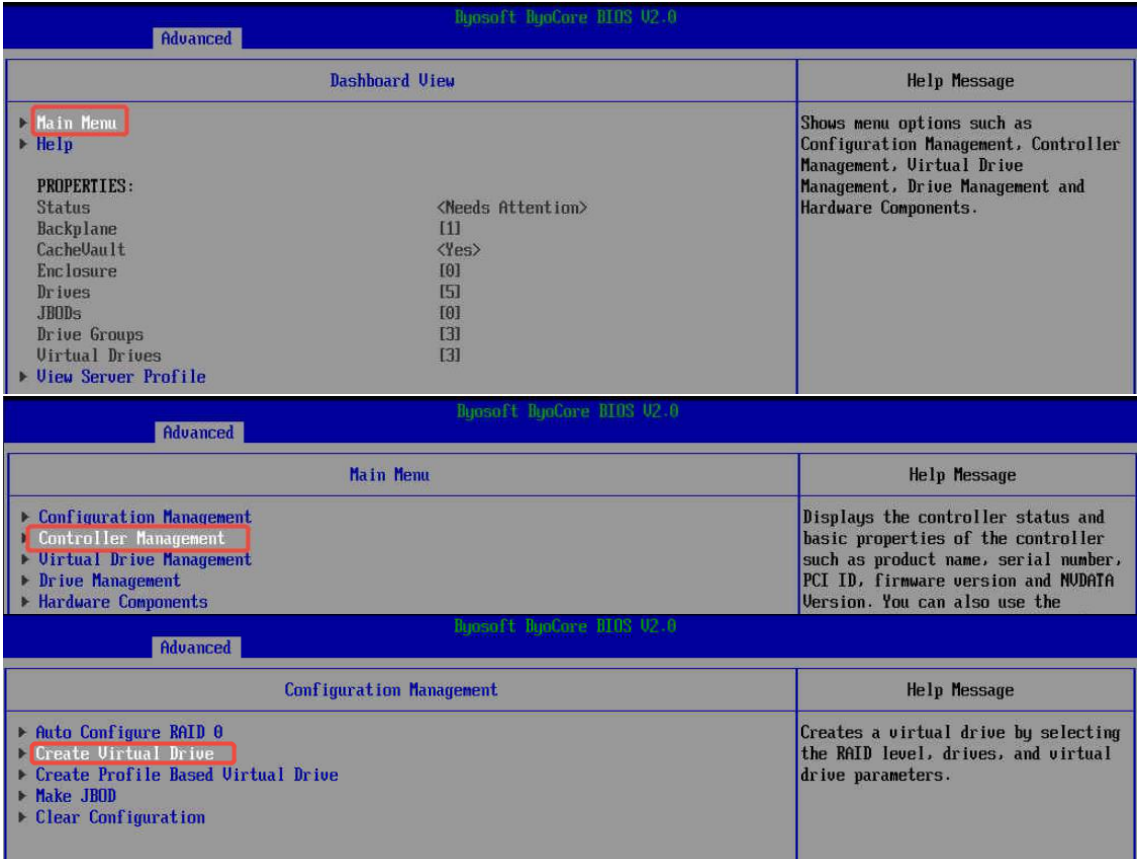 Byosoft ByoCore BIOS V2.0
Advanced
Dashboard View
Help Message
Main Menu
Help
Shows menu options such as
Configuration Management, Controller
Management, Virtual Drive
Management, Drive Management and
Hardware Components.
PROPERTIES:
Status <Needs Attention>
Backplane [1]
CacheVault <Yes>
Enclosure [0]
Drives [5]
JBODs [0]
Drive Groups [3]
Virtual Drives [3]
View Server Profile
Byosoft ByoCore BIOS V2.0
Advanced
Main Menu
Help Message
Configuration Management
Controller Management
Virtual Drive Management
Drive Management
Hardware Components
Displays the controller status and
basic properties of the controller
such as product name, serial number,
PCI ID, firmware version and NVDATA
Version. You can also use the
Byosoft ByoCore BIOS V2.0
Advanced
Configuration Management
Help Message
Auto Configure RAID 0
Create Virtual Drive
Create Profile Based Virtual Drive
Make JBOD
Clear Configuration
Creates a virtual drive by selecting
the RAID level, drives, and virtual
drive parameters.